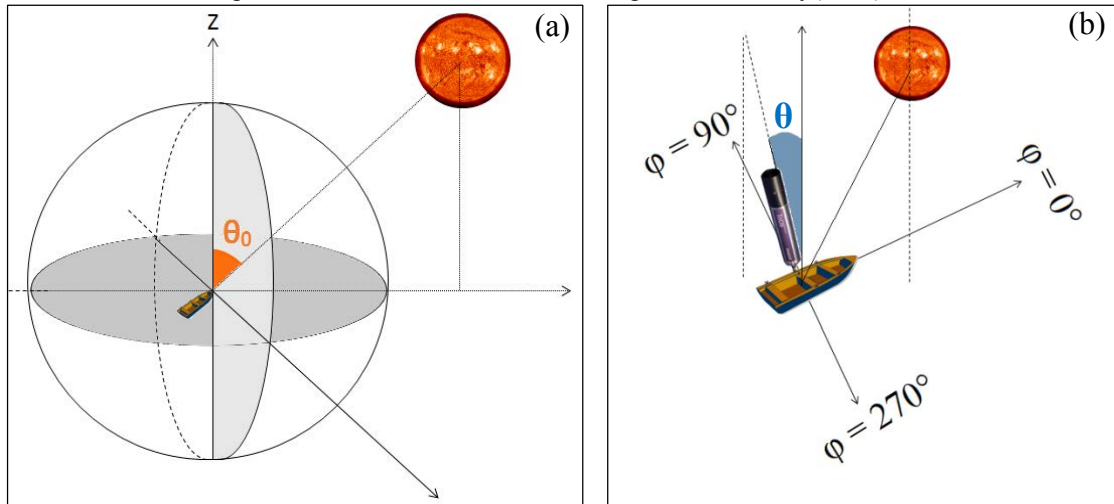 (a)
Z
θ₀
(b)
θ
φ = 90°
φ = 0°
φ = 270°